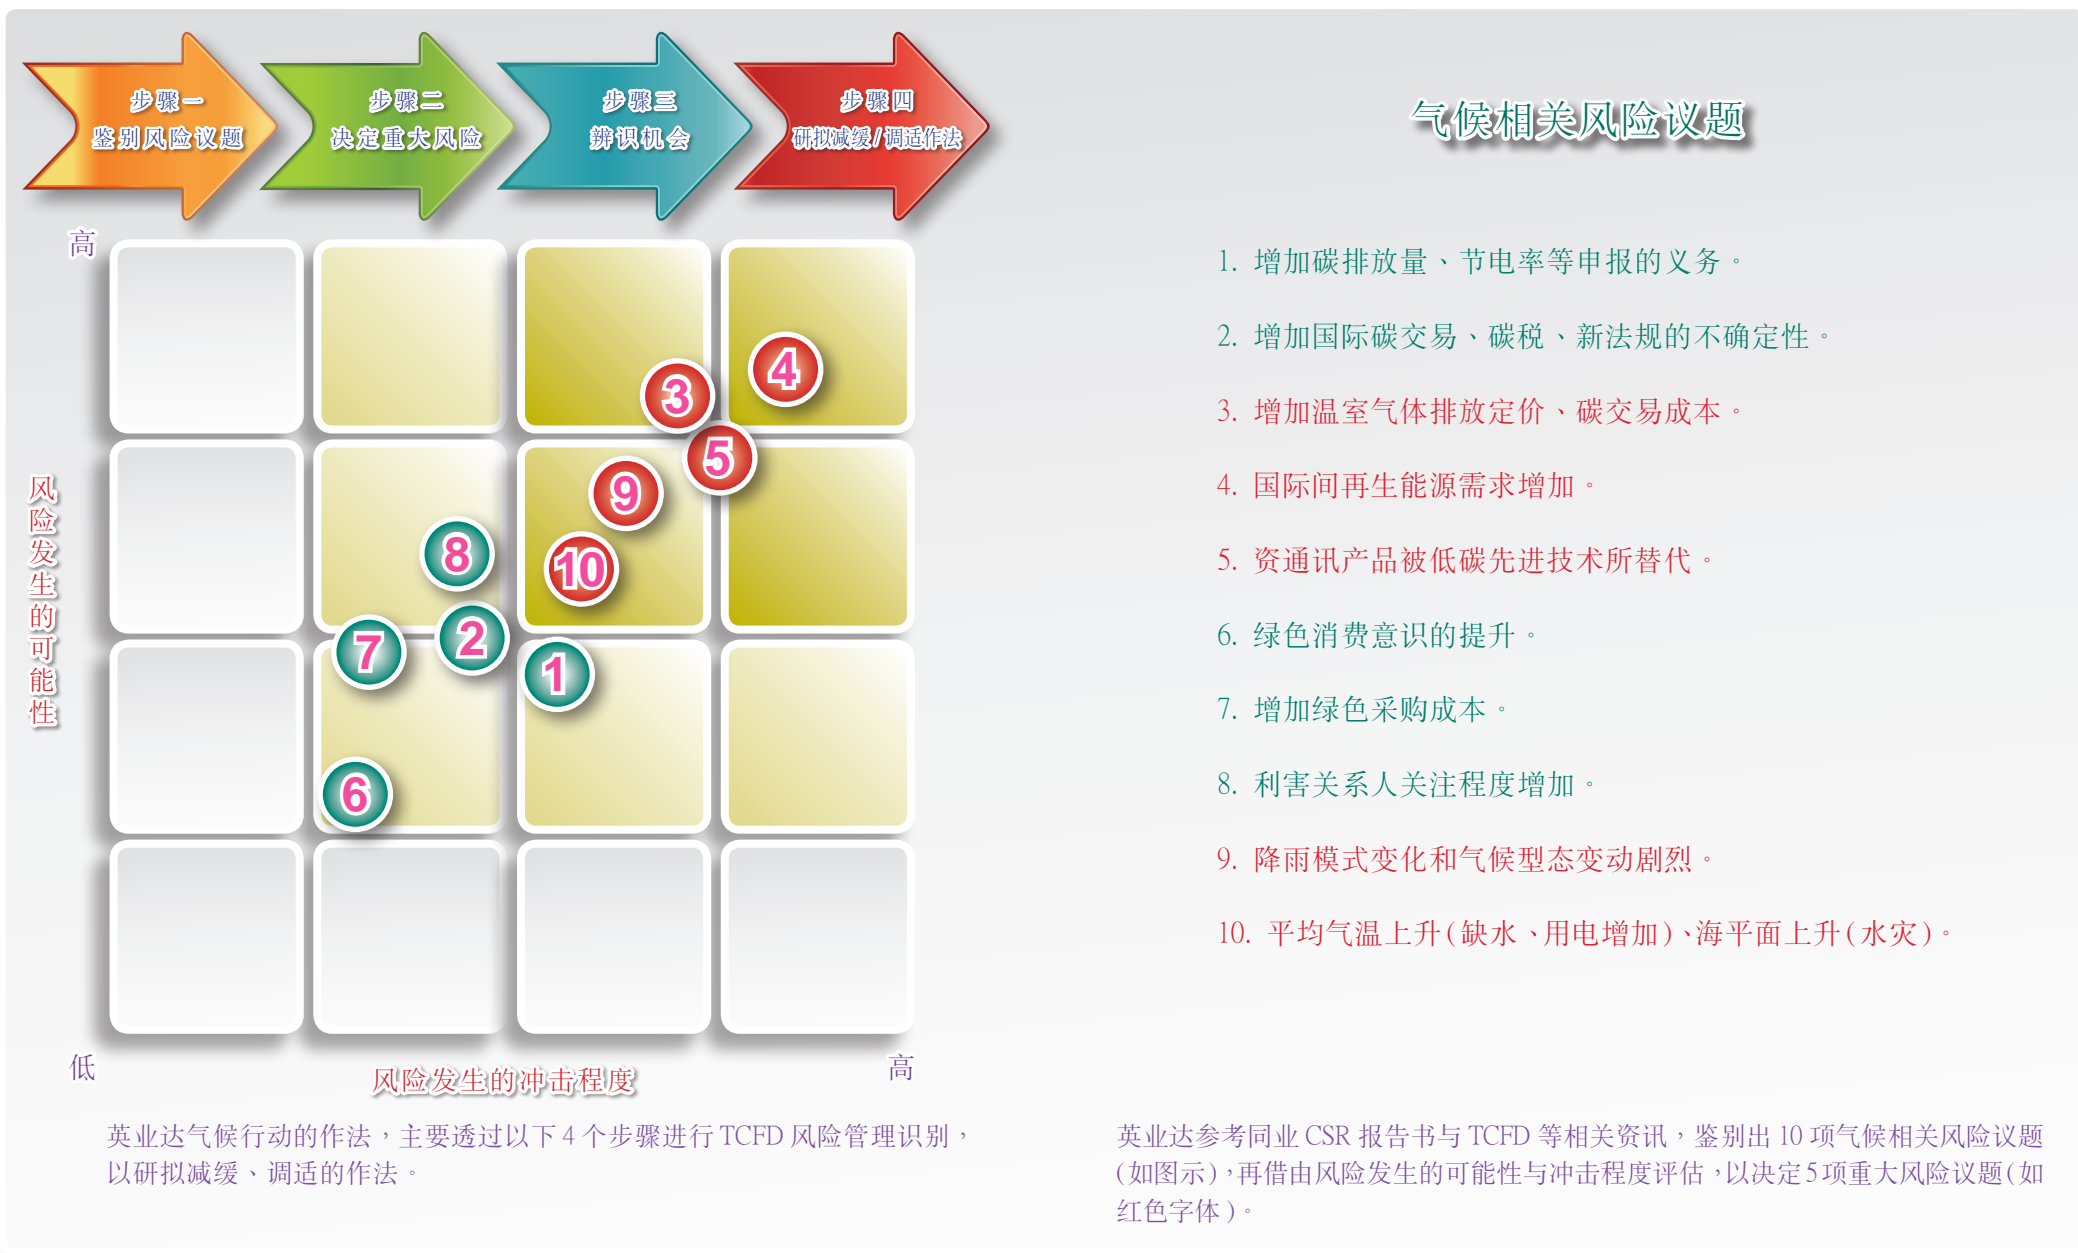 步骤一
鉴别风险议题
步骤二
决定重大风险
步骤三
辨识机会
步骤四
研拟减缓/调适作法
高
风险发生的可能性
4
3
5
9
8
10
2
7
1
6
低
高
风险发生的冲击程度
英业达气候行动的作法，主要透过以下 4 个步骤进行 TCFD 风险管理识别，
以研拟减缓、调适的作法。
气候相关风险议题
1. 增加碳排放量、节电率等申报的义务。
2. 增加国际碳交易、碳税、新法规的不确定性。
3. 增加温室气体排放定价、碳交易成本。
4. 国际间再生能源需求增加。
5. 资通讯产品被低碳先进技术所替代。
6. 绿色消费意识的提升。
7. 增加绿色采购成本。
8. 利害关系人关注程度增加。
9. 降雨模式变化和气候型态变动剧烈。
10. 平均气温上升(缺水、用电增加)、海平面上升(水灾)。
英业达参考同业 CSR 报告书与 TCFD 等相关资讯，鉴别出 10 项气候相关风险议题
(如图示)，再借由风险发生的可能性与冲击程度评估，以决定5项重大风险议题(如
红色字体)。